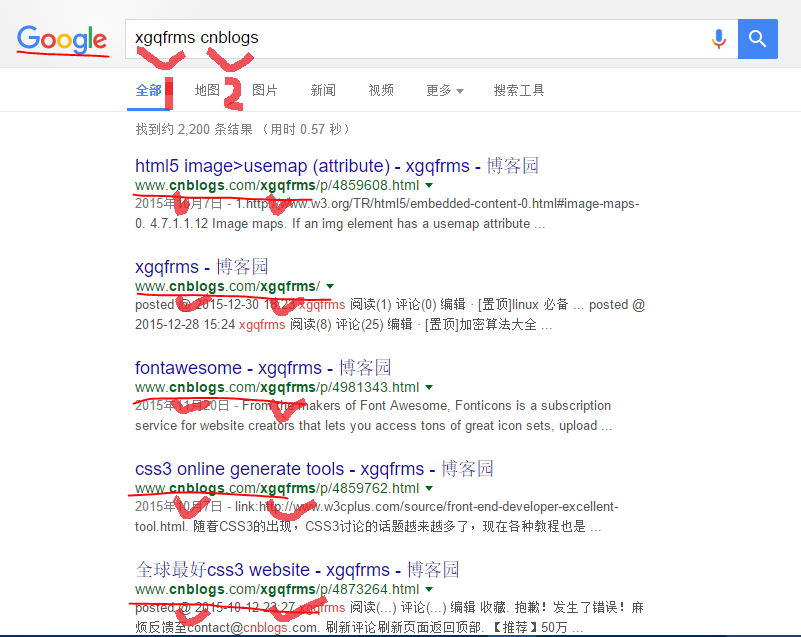 Google
xgqfrms cnblogs
全部 地图 图片 新闻 视频 更多 搜索工具
1 2
找到约 2,200 条结果 （用时 0.57 秒）
html5 image>usemap (attribute) - xgqfrms - 博客园
www.cnblogs.com/xgqfrms/p/4859608.html
2015年10月7日 - 1.http://www.w3.org/TR/html5/embedded-content-0.html#image-maps-
0. 4.7.1.1.12 Image maps. If an img element has a usemap attribute ...
xgqfrms - 博客园
www.cnblogs.com/xgqfrms/
posted @ 2015-12-30 18:23 xgqfrms 阅读(1) 评论(0) 编辑 · [置顶]linux 必备 ... posted @
2015-12-28 15:24 xgqfrms 阅读(8) 评论(25) 编辑 · [置顶]加密算法大全 ...
fontawesome - xgqfrms - 博客园
www.cnblogs.com/xgqfrms/p/4981343.html
2015年11月20日 - From the makers of Font Awesome, Fonticons is a subscription
service for website creators that lets you access tons of great icon sets, upload ...
css3 online generate tools - xgqfrms - 博客园
www.cnblogs.com/xgqfrms/p/4859762.html
2015年10月7日 - link:http://www.w3cplus.com/source/front-end-developer-excellent-
tool.html. 随着CSS3的出现，CSS3讨论的话题越来越多了，现在各种教程也是 ...
全球最好css3 website - xgqfrms - 博客园
www.cnblogs.com/xgqfrms/p/4873264.html
posted @ 2015-10-12 23:27 xgqfrms 阅读(...) 评论(...) 编辑 收藏. 抱歉！发生了错误！麻
烦反馈至contact@cnblogs.com. 刷新评论刷新页面返回顶部. 【推荐】50万 ...